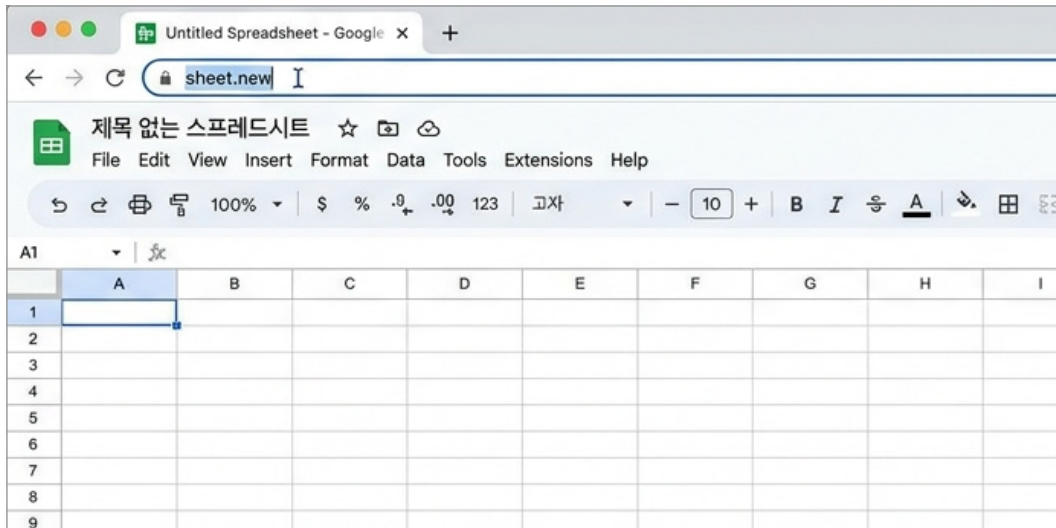 Untitled Spreadsheet - Google
sheet.new
제목 없는 스프레드시트
File Edit View Insert Format Data Tools Extensions Help
100% $ % .0 .00 123 고자 10 B I S A
A1 fx
A B C D E F G H I
1
2
3
4
5
6
7
8
9